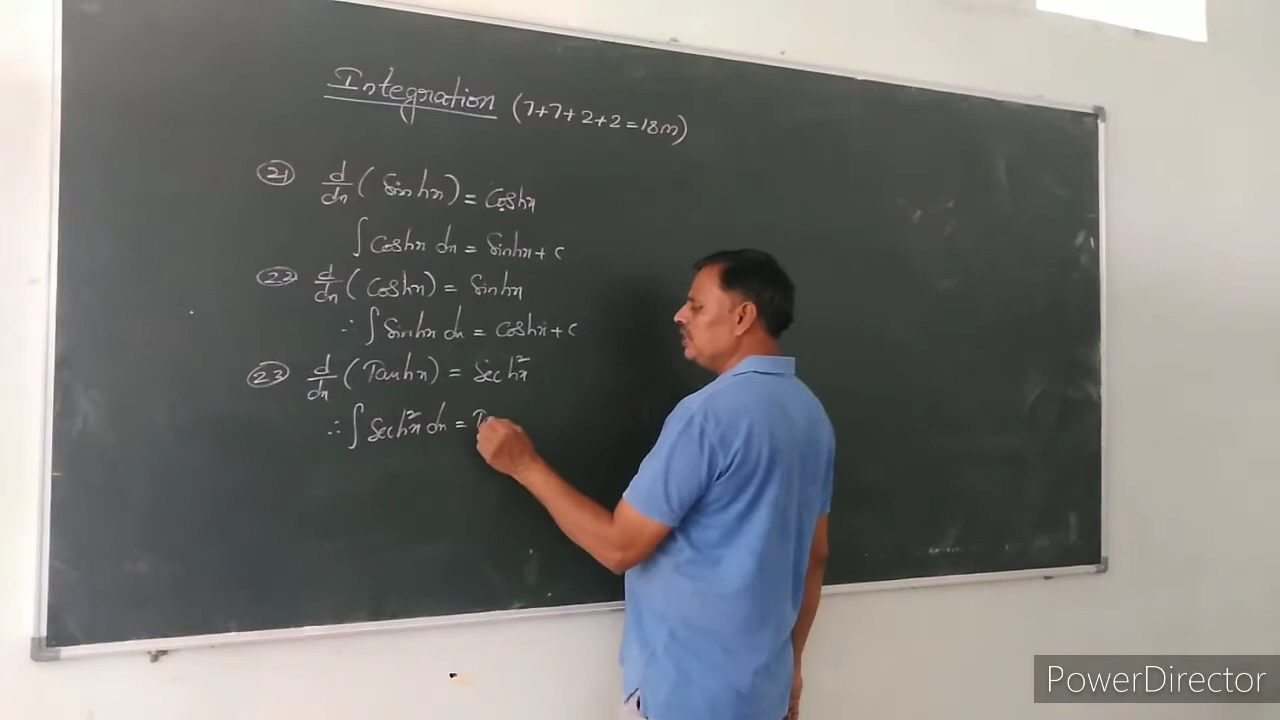 Integration (7+7+2+2=18m)
21 d/dx (Sinhx) = Coshx
∫ Coshx dx = Sinhx + c
22 d/dx (Coshx) = Sinhx
∴ ∫ Sinhx dx = Coshx + c
23 d/dx (Tanhx) = Sech²x
∴ ∫ Sech²x dx = T
PowerDirector